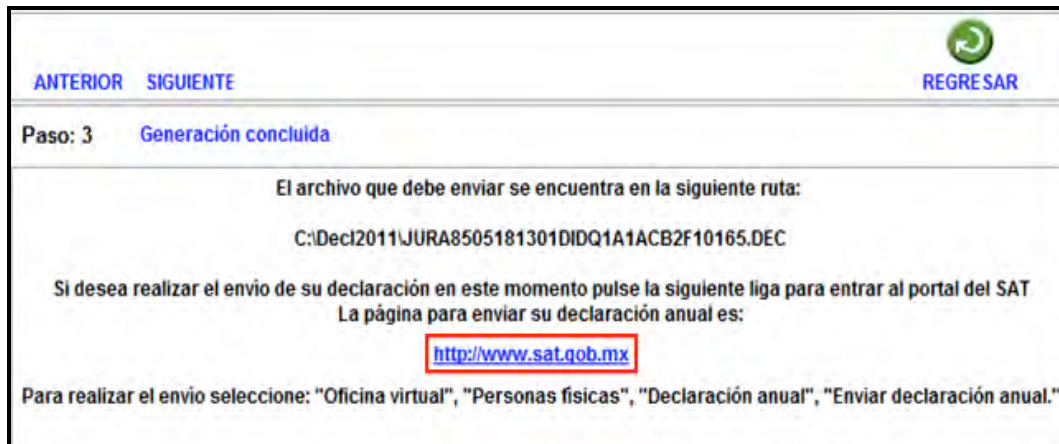 ANTERIOR SIGUIENTE REGRESAR
Paso: 3 Generación concluida
El archivo que debe enviar se encuentra en la siguiente ruta:
C:\Decl2011\JURA8505181301DIDQ1A1ACB2F10165.DEC
Si desea realizar el envio de su declaración en este momento pulse la siguiente liga para entrar al portal del SAT
La página para enviar su declaración anual es:
http://www.sat.gob.mx
Para realizar el envio seleccione: "Oficina virtual", "Personas fisicas", "Declaración anual", "Enviar declaración anual."